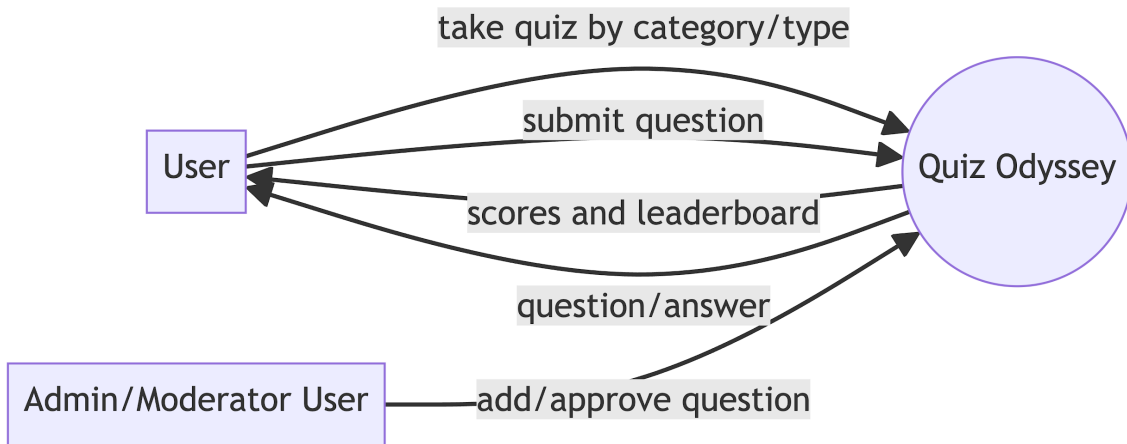 take quiz by category/type
submit question
User
Quiz Odyssey
scores and leaderboard
question/answer
Admin/Moderator User
add/approve question